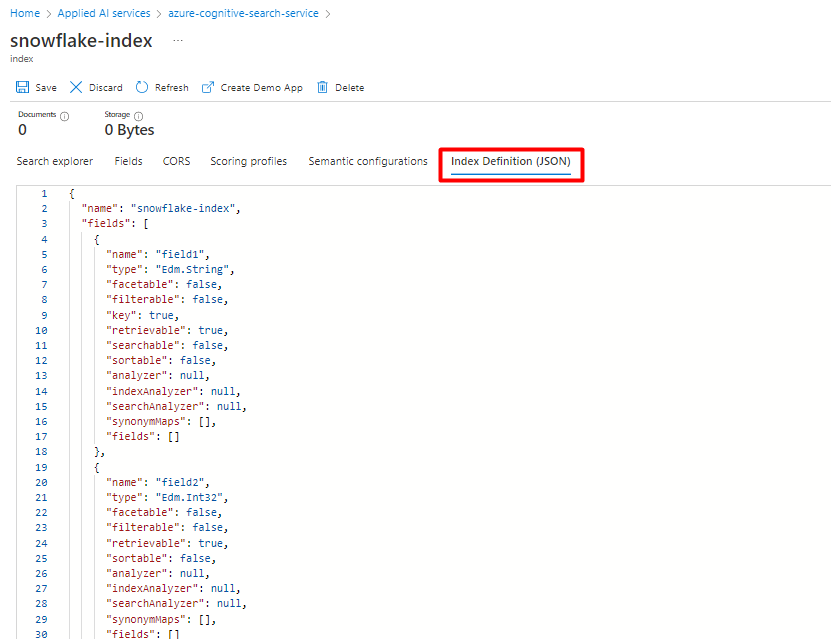 Home > Applied AI services > azure-cognitive-search-service >
snowflake-index ...
index
Save Discard Refresh Create Demo App Delete
Documents Storage
0 0 Bytes
Search explorer Fields CORS Scoring profiles Semantic configurations Index Definition (JSON)
1 {
2 "name": "snowflake-index",
3 "fields": [
4 {
5 "name": "field1",
6 "type": "Edm.String",
7 "facetable": false,
8 "filterable": false,
9 "key": true,
10 "retrievable": true,
11 "searchable": false,
12 "sortable": false,
13 "analyzer": null,
14 "indexAnalyzer": null,
15 "searchAnalyzer": null,
16 "synonymMaps": [],
17 "fields": []
18 },
19 {
20 "name": "field2",
21 "type": "Edm.Int32",
22 "facetable": false,
23 "filterable": false,
24 "retrievable": true,
25 "sortable": false,
26 "analyzer": null,
27 "indexAnalyzer": null,
28 "searchAnalyzer": null,
29 "synonymMaps": [],
30 "fields": []